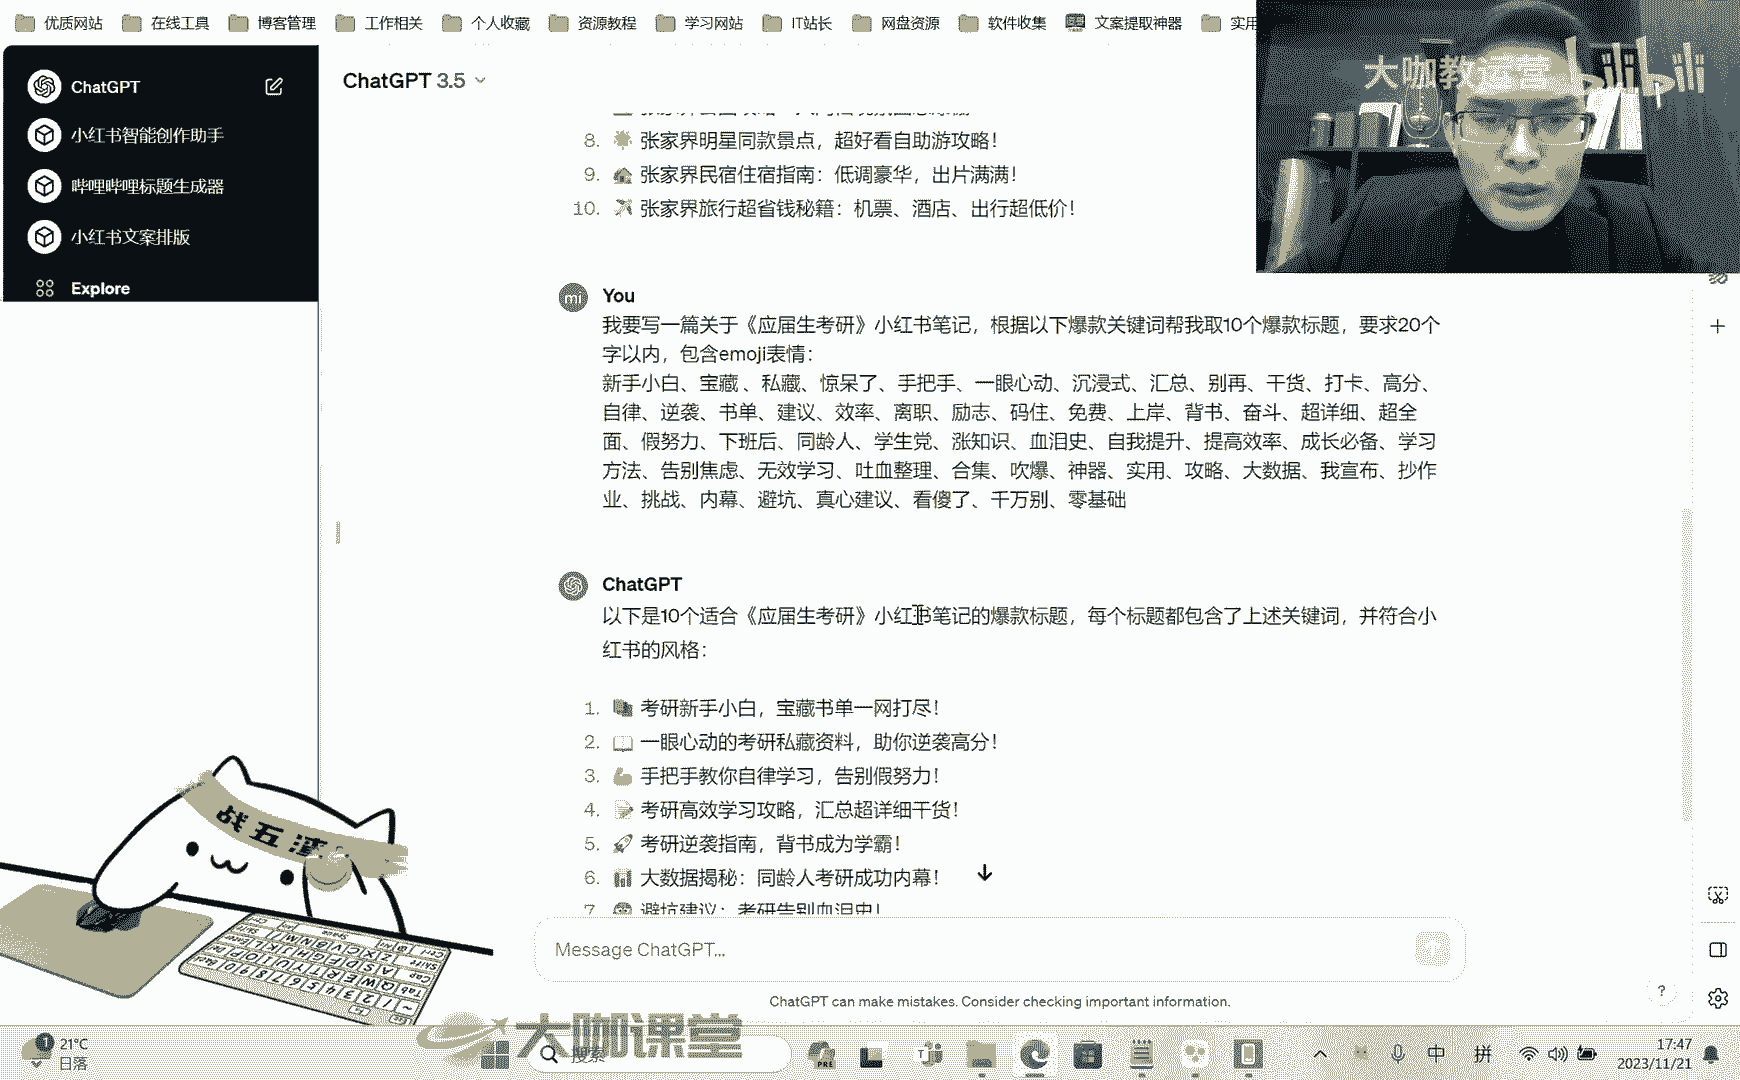 优质网站 在线工具 博客管理 工作相关 个人收藏 资源教程 学习网站 IT站长 网盘资源 软件收集 文案提取神器 实用
大咖教运营 bilibili
ChatGPT
小红书智能创作助手
哔哩哔哩标题生成器
小红书文案排版
Explore
ChatGPT 3.5
8. 张家界明星同款景点，超好看自助游攻略！
9. 张家界民宿住宿指南：低调豪华，出片满满！
10. 张家界旅行超省钱秘籍：机票、酒店、出行超低价！
mi
You
我要写一篇关于《应届生考研》小红书笔记，根据以下爆款关键词帮我取10个爆款标题，要求20个
字以内，包含emoji表情：
新手小白、宝藏 、私藏、惊呆了、手把手、一眼心动、沉浸式、汇总、别再、干货、打卡、高分、
自律、逆袭、书单、建议、效率、离职、励志、码住、免费、上岸、背书、奋斗、超详细、超全
面、假努力、下班后、同龄人、学生党、涨知识、血泪史、自我提升、提高效率、成长必备、学习
方法、告别焦虑、无效学习、吐血整理、合集、吹爆、神器、实用、攻略、大数据、我宣布、抄作
业、挑战、内幕、避坑、真心建议、看傻了、千万别、零基础
ChatGPT
以下是10个适合《应届生考研》小红书笔记的爆款标题，每个标题都包含了上述关键词，并符合小
红书的风格：
1. 考研新手小白，宝藏书单一网打尽！
2. 一眼心动的考研私藏资料，助你逆袭高分！
3. 手把手教你自律学习，告别假努力！
4. 考研高效学习攻略，汇总超详细干货！
5. 考研逆袭指南，背书成为学霸！
6. 大数据揭秘：同龄人考研成功内幕！
7. 避坑建议：考研告别血泪史！
Message ChatGPT...
ChatGPT can make mistakes. Consider checking important information.
?
战五渣
大咖课堂
1
21°C
日落
搜索
PRE
中
拼
17:47
2023/11/21